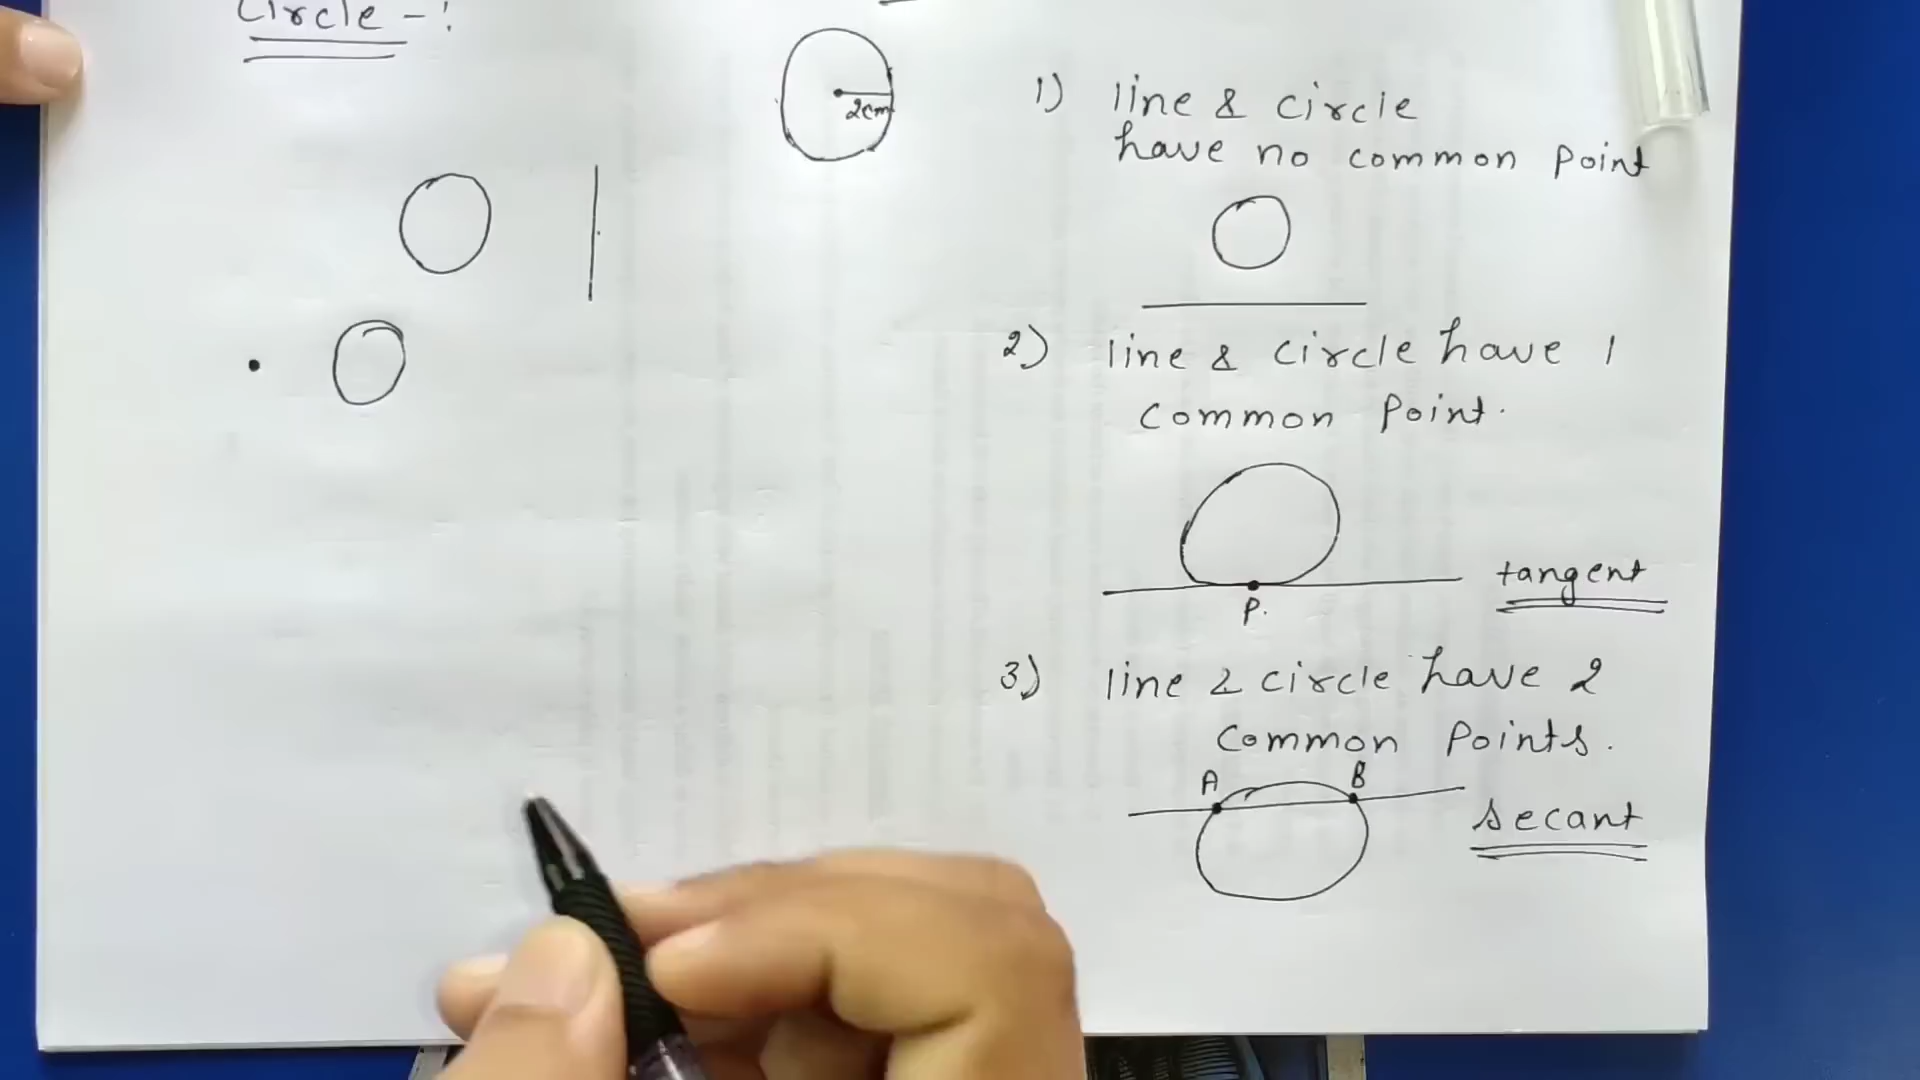 Circle -:
2cm
1) line & circle
have no common point
2) line & circle have 1
common point.
P.
tangent
3) line & circle have 2
common points.
A B
secant